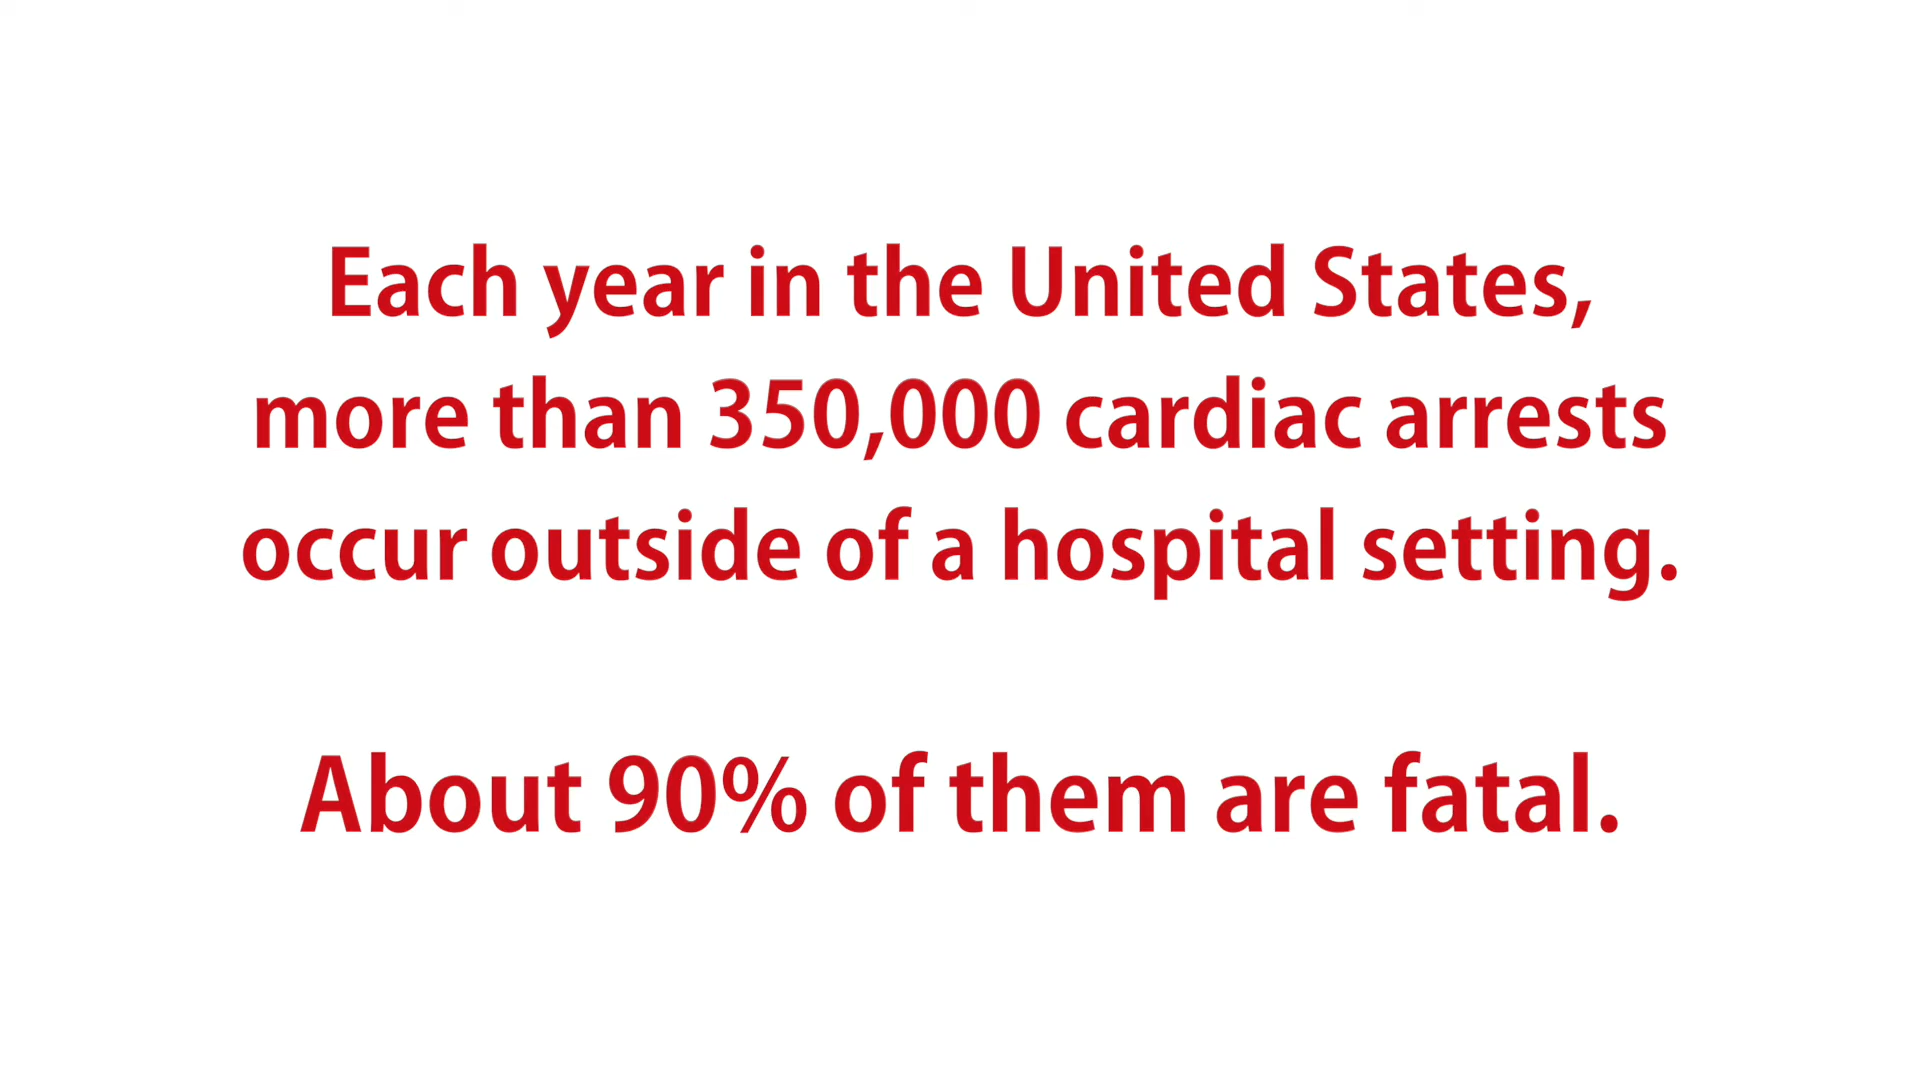 Each year in the United States,
more than 350,000 cardiac arrests
occur outside of a hospital setting.
About 90% of them are fatal.